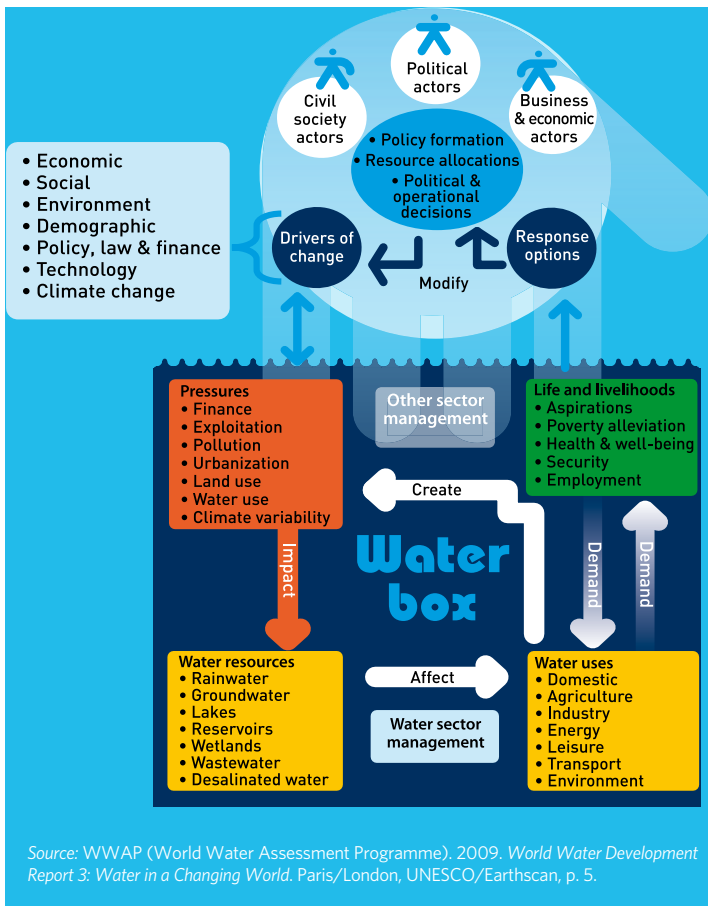 Political
actors
Civil
society
actors
Business
& economic
actors
• Policy formation
• Resource allocations
• Political &
operational
decisions
• Economic
• Social
• Environment
• Demographic
• Policy, law & finance
• Technology
• Climate change
Drivers of
change
Response
options
Modify
Pressures
• Finance
• Exploitation
• Pollution
• Urbanization
• Land use
• Water use
• Climate variability
Other sector
management
Life and livelihoods
• Aspirations
• Poverty alleviation
• Health & well-being
• Security
• Employment
Create
Impact
Water
box
Demand
Demand
Water resources
• Rainwater
• Groundwater
• Lakes
• Reservoirs
• Wetlands
• Wastewater
• Desalinated water
Affect
Water sector
management
Water uses
• Domestic
• Agriculture
• Industry
• Energy
• Leisure
• Transport
• Environment
Source: WWAP (World Water Assessment Programme). 2009. World Water Development
Report 3: Water in a Changing World. Paris/London, UNESCO/Earthscan, p. 5.